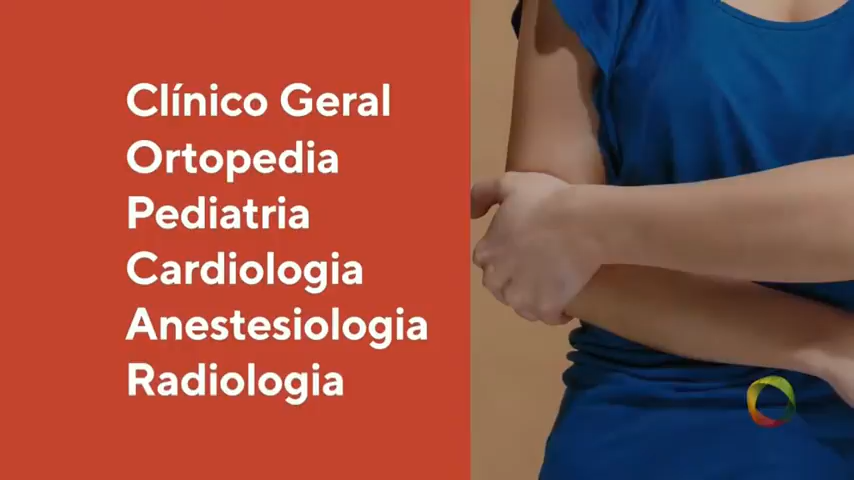 Clínico Geral
Ortopedia
Pediatria
Cardiologia
Anestesiologia
Radiologia